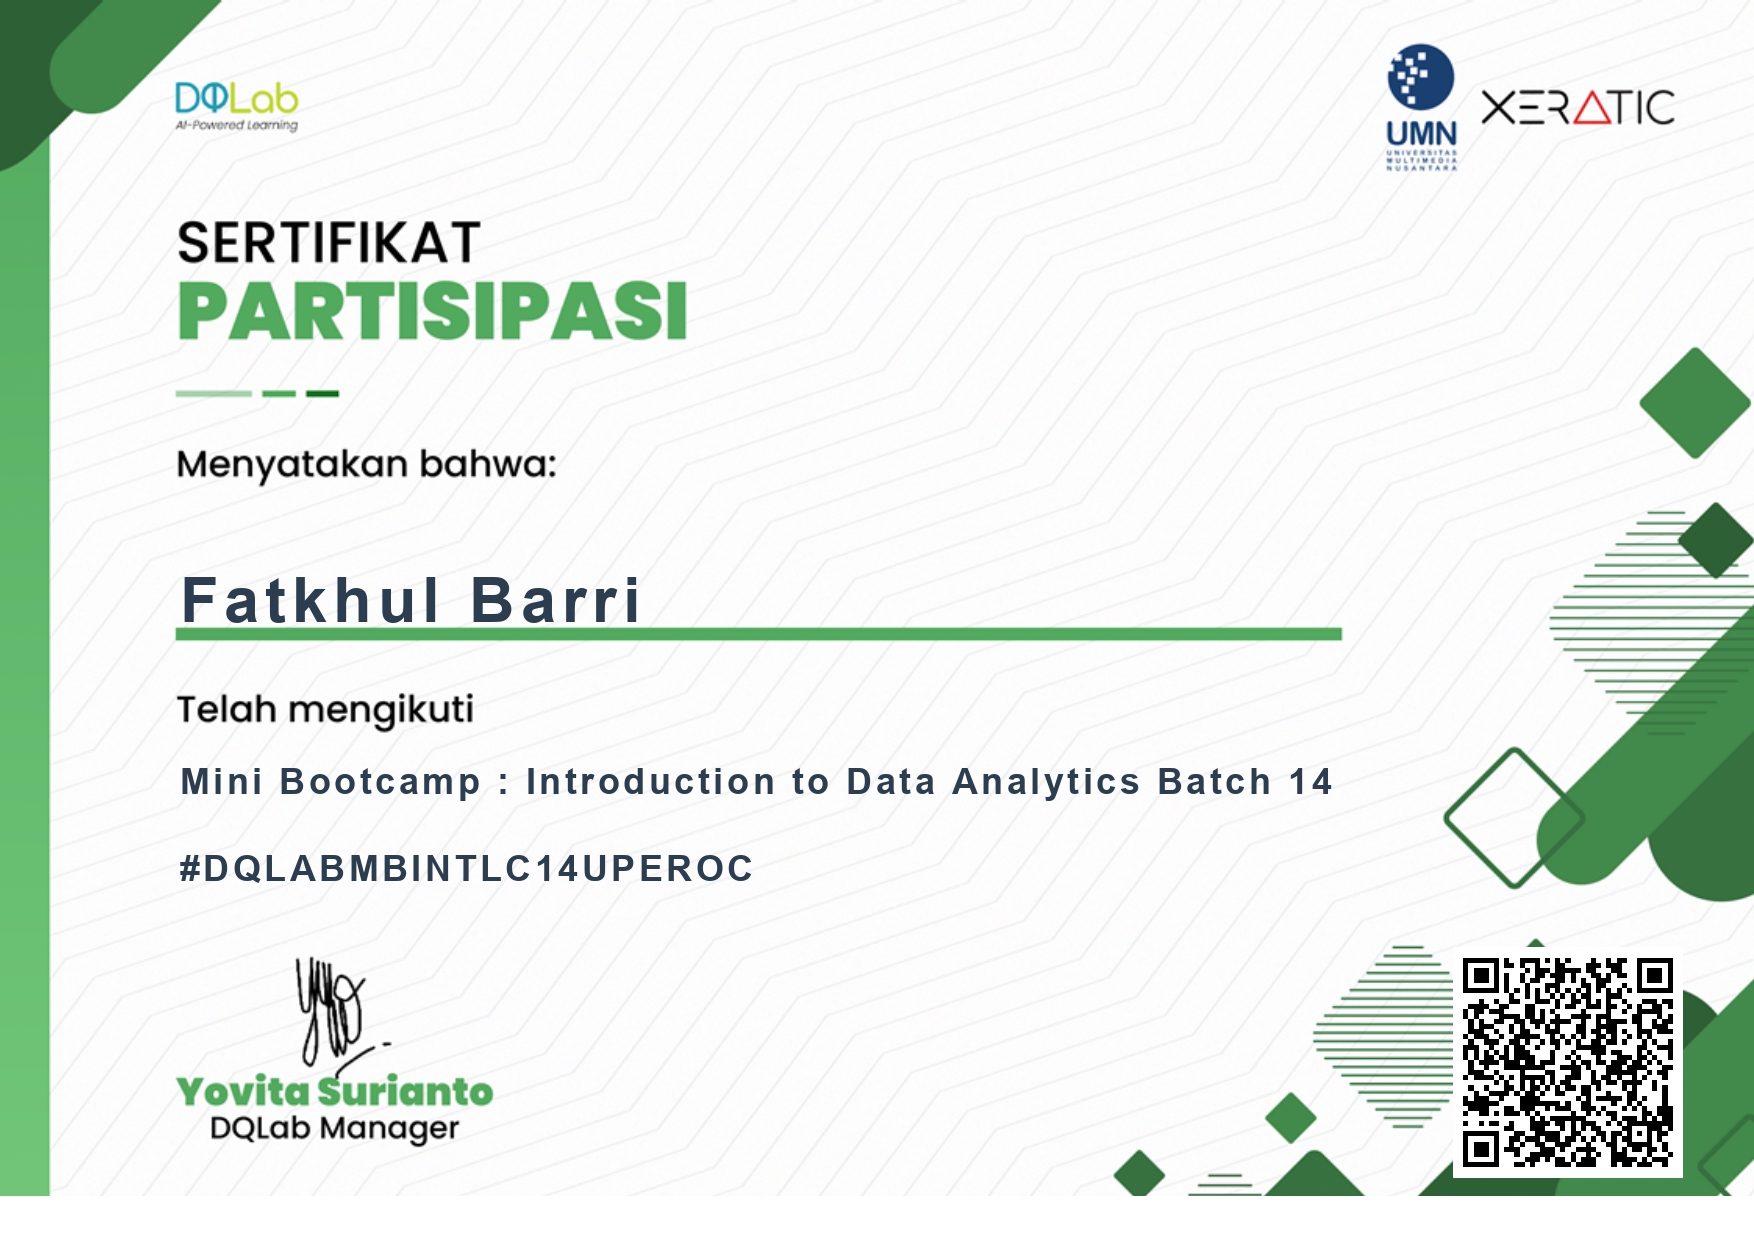 DQLab
AI-Powered Learning
UMN
UNIVERSITAS
MULTIMEDIA
NUSANTARA
XERATIC
SERTIFIKAT
PARTISIPASI
Menyatakan bahwa:
Fatkhul Barri
Telah mengikuti
Mini Bootcamp : Introduction to Data Analytics Batch 14
#DQLABMBINTLC14UPEROC
Yovita Surianto
DQLab Manager